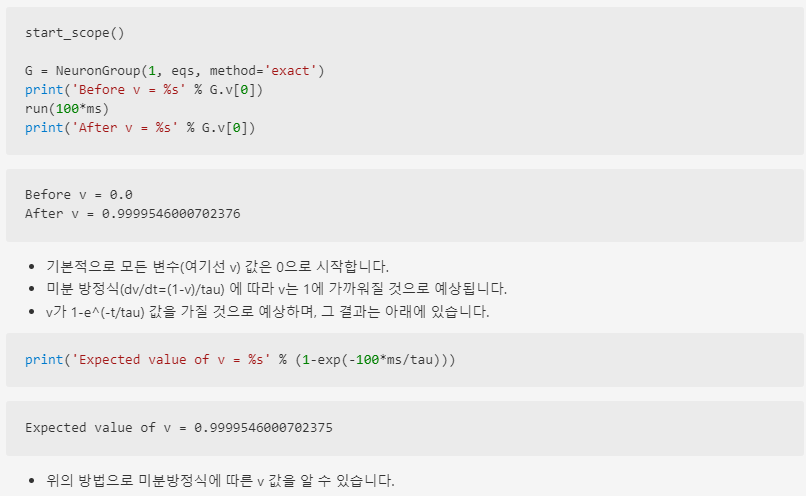 start_scope()
G = NeuronGroup(1, eqs, method='exact')
print('Before v = %s' % G.v[0])
run(100*ms)
print('After v = %s' % G.v[0])
Before v = 0.0
After v = 0.9999546000702376
• 기본적으로 모든 변수(여기선 v) 값은 0으로 시작합니다.
• 미분 방정식(dv/dt=(1-v)/tau) 에 따라 v는 1에 가까워질 것으로 예상됩니다.
• v가 1-e^(-t/tau) 값을 가질 것으로 예상하며, 그 결과는 아래에 있습니다.
print('Expected value of v = %s' % (1-exp(-100*ms/tau)))
Expected value of v = 0.9999546000702375
• 위의 방법으로 미분방정식에 따른 v 값을 알 수 있습니다.